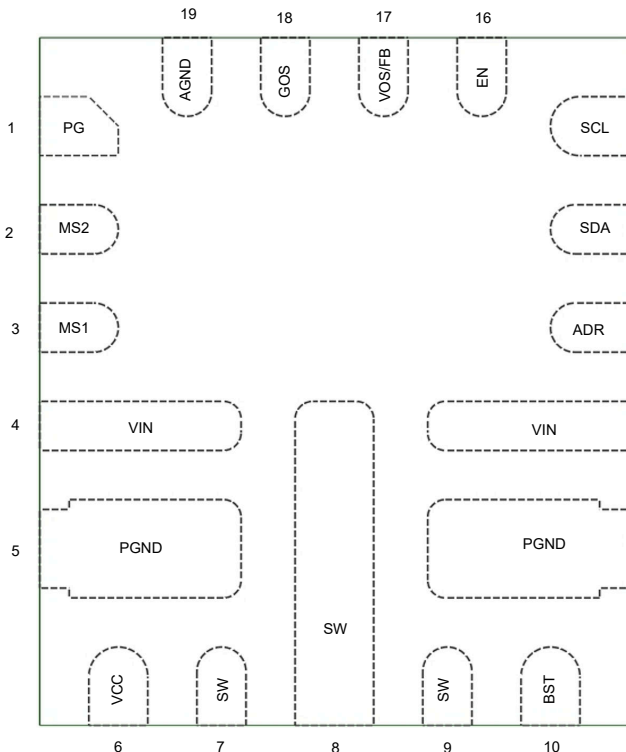 19 18 17 16
AGND GOS VOS/FB EN
1 PG SCL
2 MS2 SDA
3 MS1 ADR
4 VIN VIN
5 PGND PGND
SW
VCC SW SW BST
6 7 8 9 10